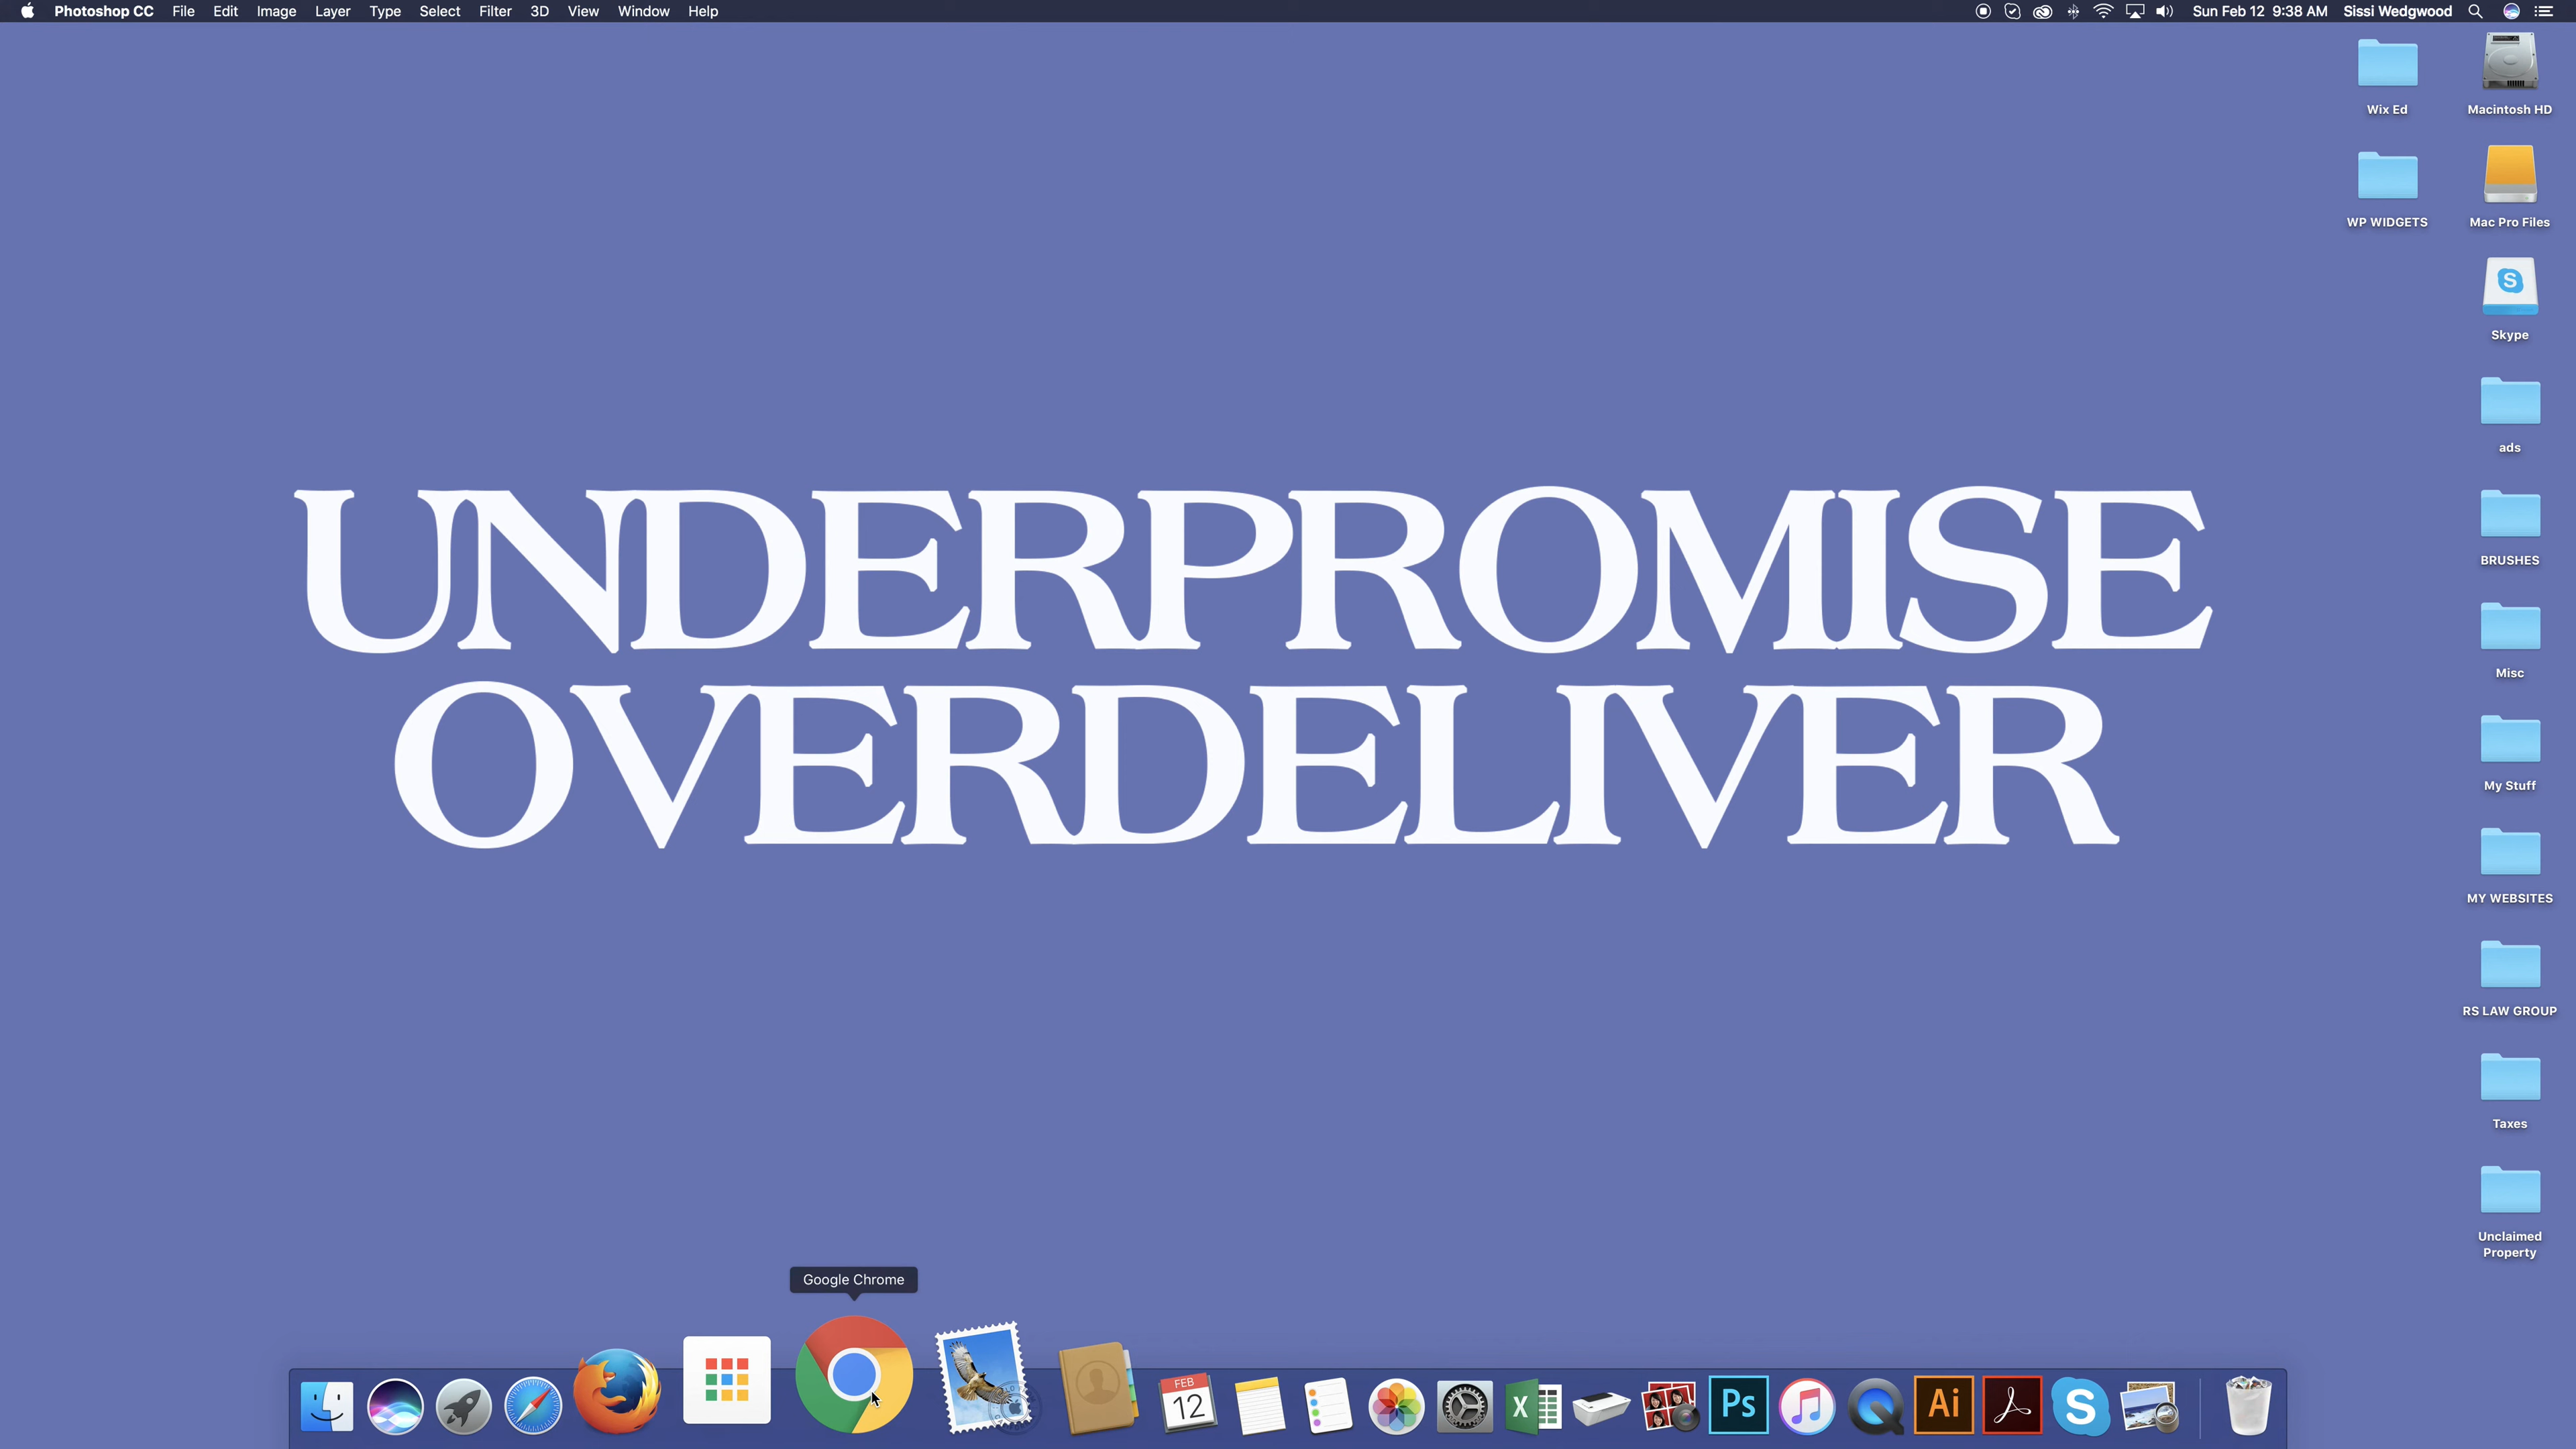 Photoshop CC File Edit Image Layer Type Select Filter 3D View Window Help Sun Feb 12 9:38 AM Sissi Wedgwood
Wix Ed
Macintosh HD
WP WIDGETS
Mac Pro Files
S
Skype
ads
BRUSHES
Misc
My Stuff
MY WEBSITES
RS LAW GROUP
Taxes
Unclaimed
Property
UNDERPROMISE
OVERDELIVER
Google Chrome
FEB
12
X
Ps
Ai
S